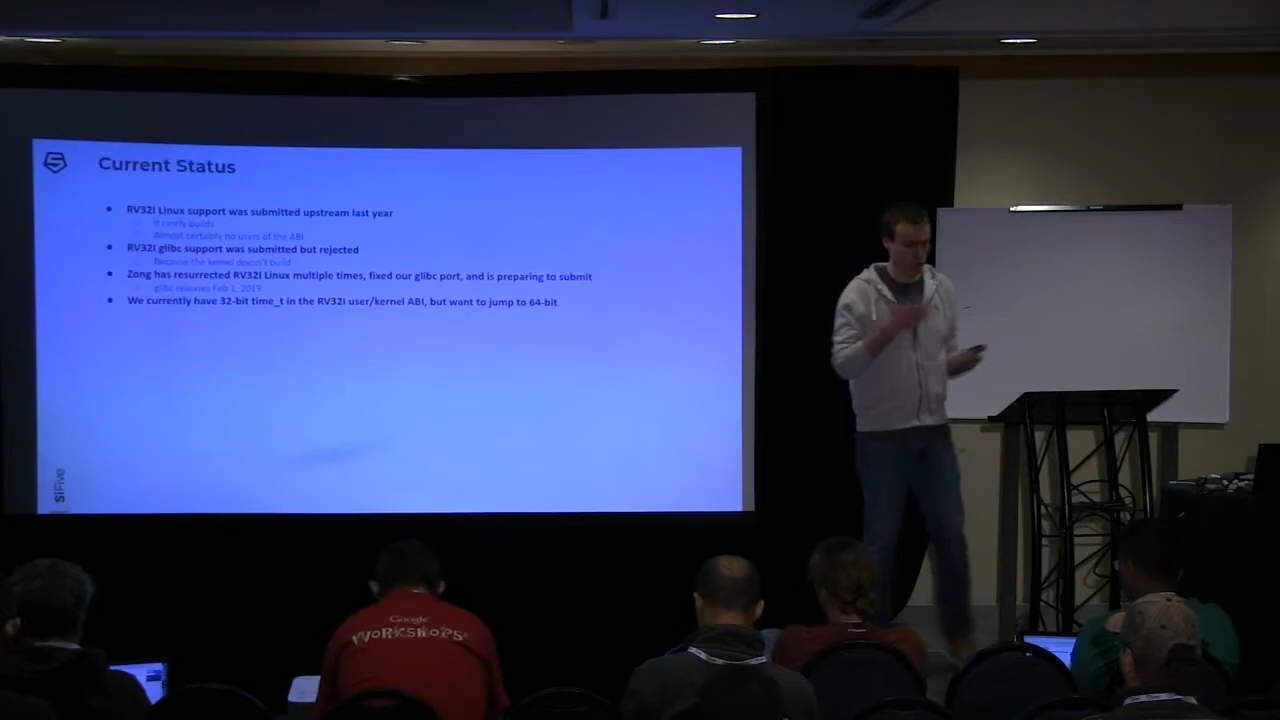 Current Status
RV32I Linux support was submitted upstream last year
It rarely builds
Almost certainly no users of the ABI
RV32I glibc support was submitted but rejected
Because the kernel doesn't build
Zong has resurrected RV32I Linux multiple times, fixed our glibc port, and is preparing to submit
glibc releases Feb 1, 2019
We currently have 32-bit time_t in the RV32I user/kernel ABI, but want to jump to 64-bit
SiFive
Google
WORKSHOPS